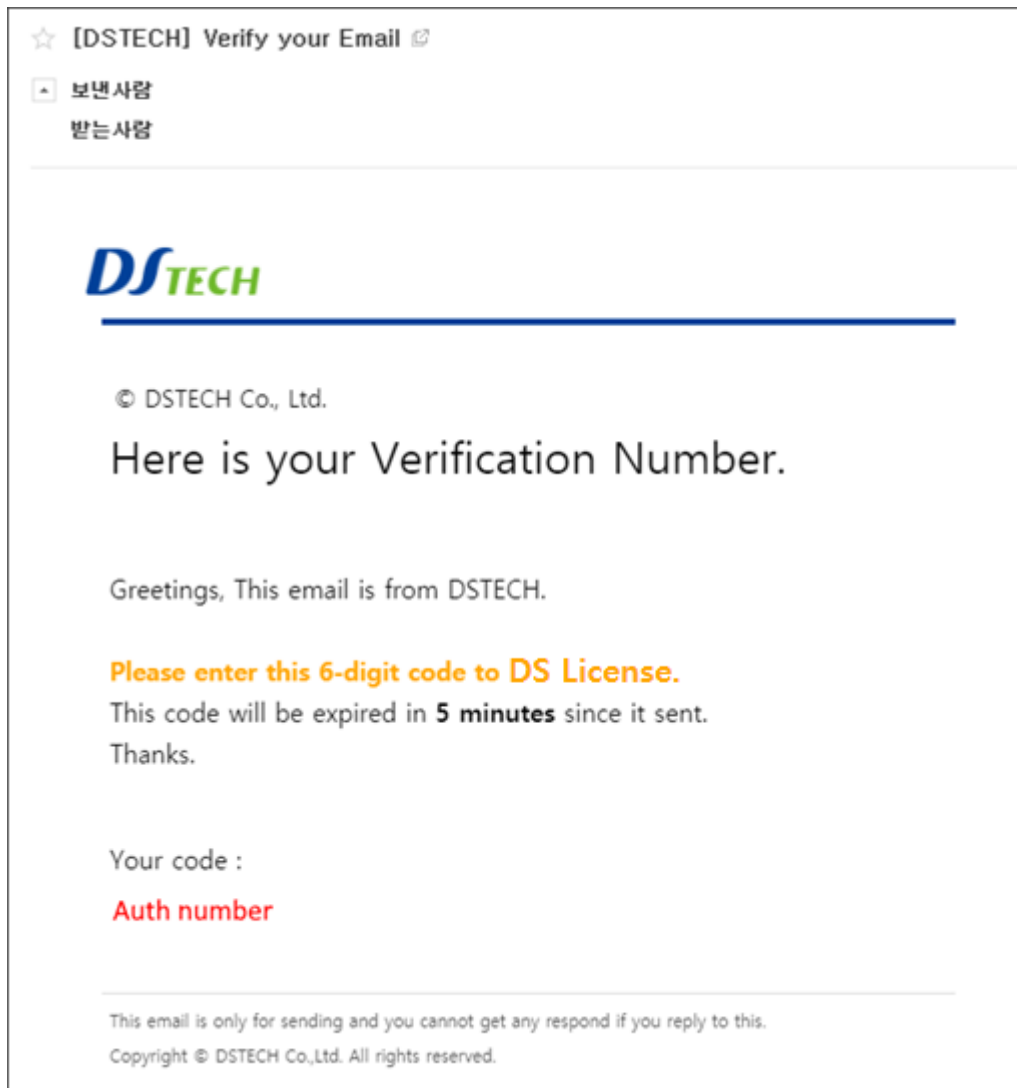 [DSTECH] Verify your Email
보낸사람
받는사람
DSTECH
© DSTECH Co., Ltd.
Here is your Verification Number.
Greetings, This email is from DSTECH.
Please enter this 6-digit code to DS License.
This code will be expired in 5 minutes since it sent.
Thanks.
Your code :
Auth number
This email is only for sending and you cannot get any respond if you reply to this.
Copyright © DSTECH Co.,Ltd. All rights reserved.